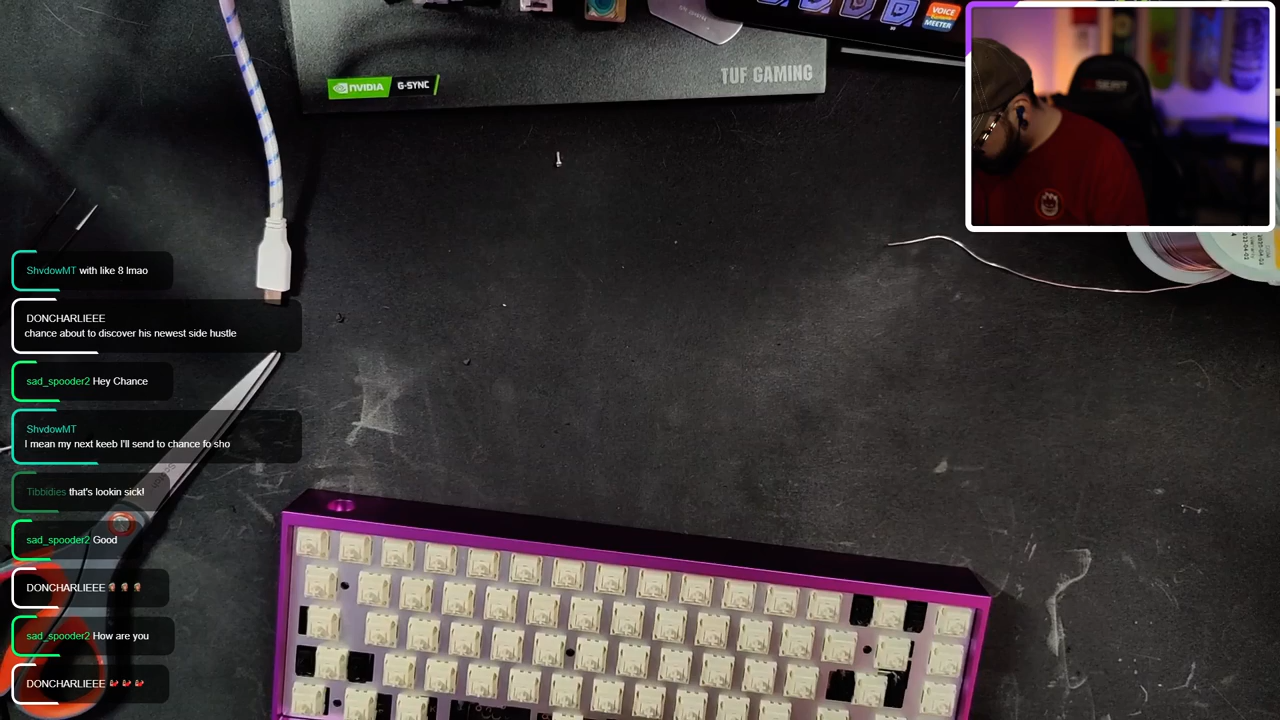 NVIDIA G-SYNC
TUF GAMING
VOICE
MEETER
ShvdowMT with like 8 lmao
DONCHARLIEEE
chance about to discover his newest side hustle
sad_spooder2 Hey Chance
ShvdowMT
I mean my next keeb I'll send to chance fo sho
Tibbidies that's lookin sick!
sad_spooder2 Good
DONCHARLIEEE
sad_spooder2 How are you
DONCHARLIEEE